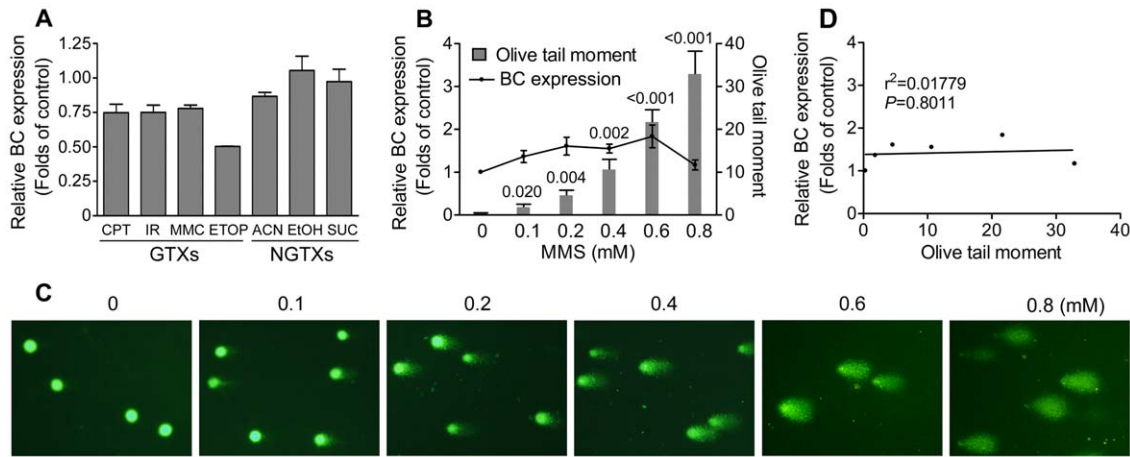 A
Relative BC expression
(Folds of control)
1.25
1.00
0.75
0.50
0.25
0
CPT IR MMC ETOP ACN EtOH SUC
GTXs NGTXs
B
Relative BC expression
(Folds of control)
4
3
2
1
0
Olive tail moment
BC expression
0.020
0.004
0.002
<0.001
<0.001
40
30
20
10
0
Olive tail moment
0 0.1 0.2 0.4 0.6 0.8
MMS (mM)
D
Relative BC expression
(Folds of control)
4
3
2
1
0
r²=0.01779
P=0.8011
0 10 20 30 40
Olive tail moment
C
0 0.1 0.2 0.4 0.6 0.8 (mM)